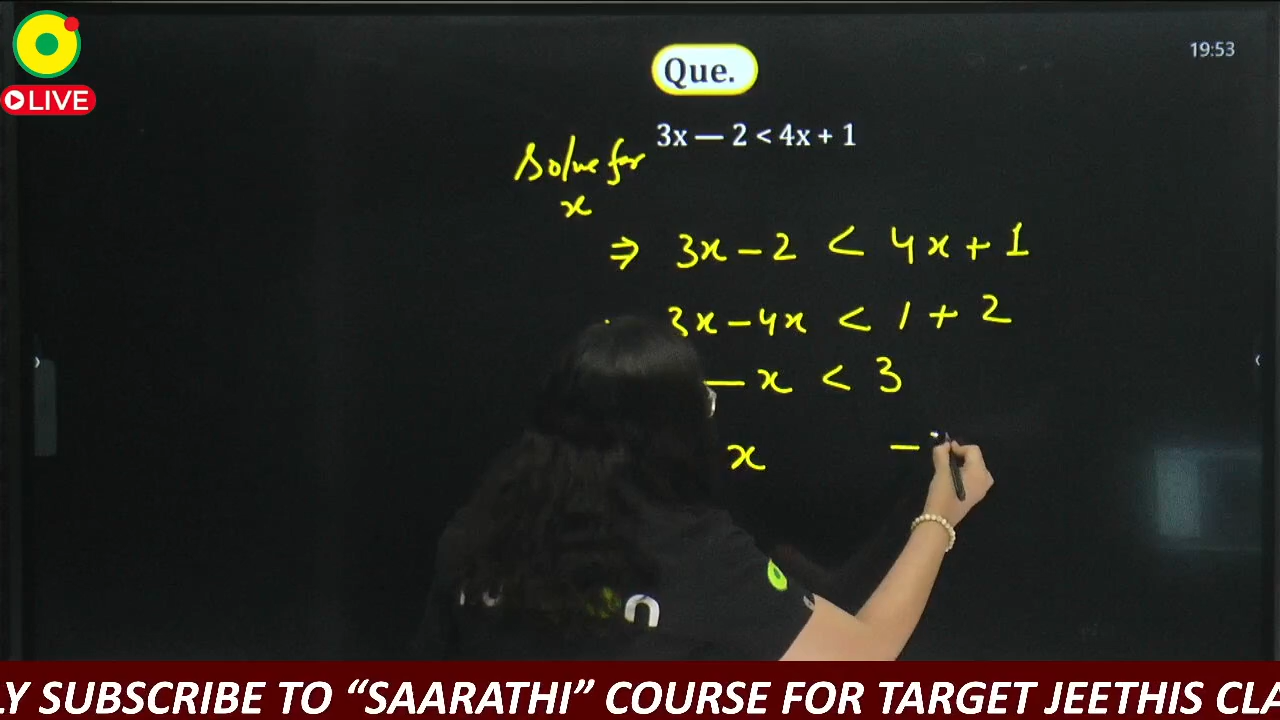 LIVE
19:53
Que.
3x — 2 < 4x + 1
Solve for
x
⇒ 3x − 2 < 4x + 1
3x − 4x < 1 + 2
− x < 3
x −
LY SUBSCRIBE TO “SAARATHI” COURSE FOR TARGET JEETHIS CLA